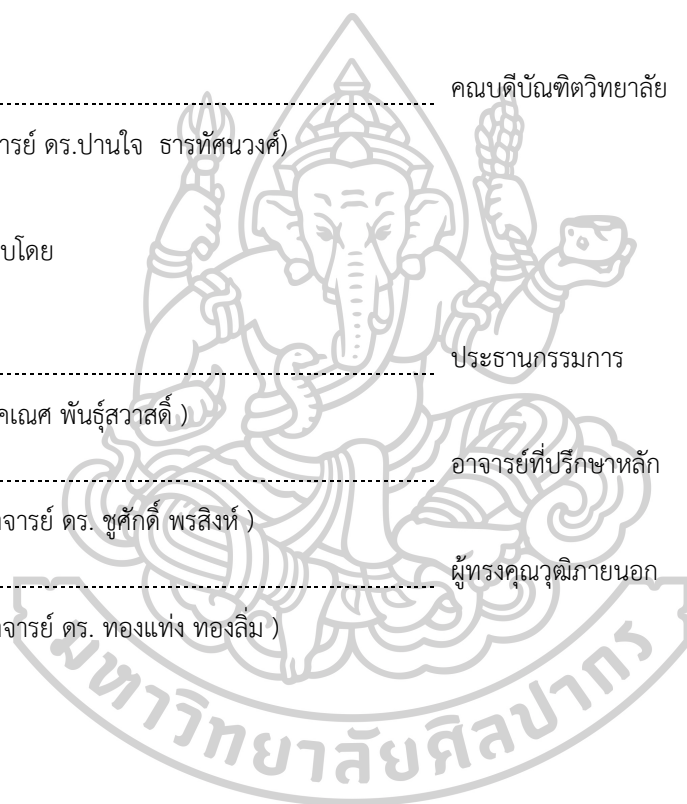 คณบดีบัณฑิตวิทยาลัย
ารย์ ดร.ปานใจ ธารทัศนวงศ์)
บโดย
ประธานกรรมการ
คเณศ พันธุ์สวาสดิ์ )
อาจารย์ที่ปรึกษาหลัก
จารย์ ดร. ชูศักดิ์ พรสิงห์ )
ผู้ทรงคุณวุฒิภายนอก
จารย์ ดร. ทองแท่ง ทองลิ่ม )
มหาวิทยาลัยศิลปากร